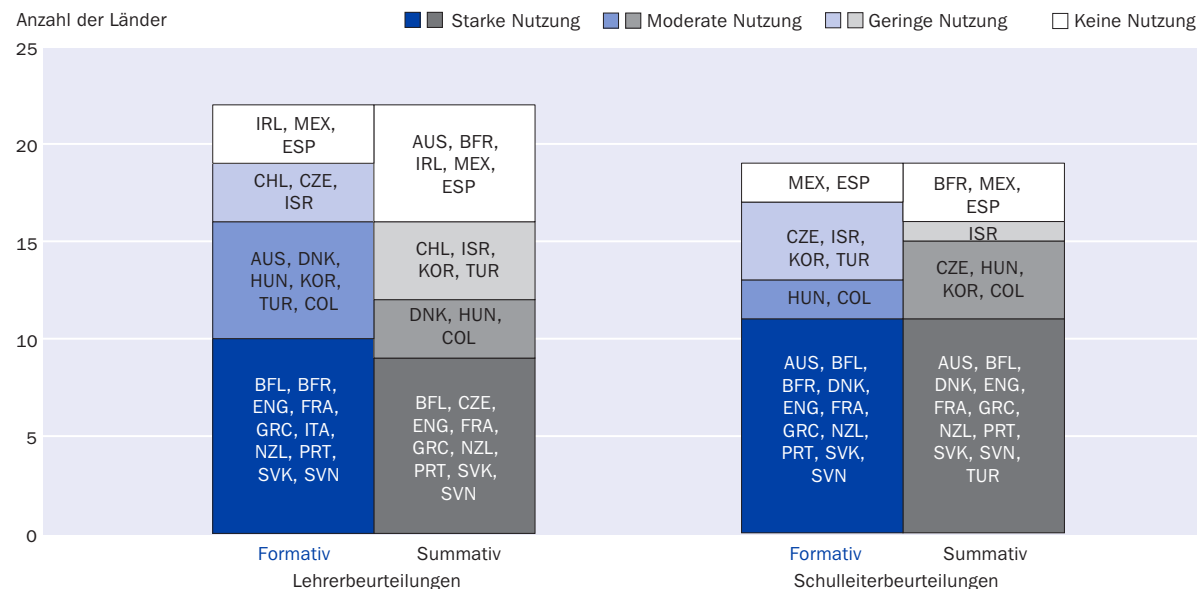 Anzahl der Länder
Starke Nutzung
Moderate Nutzung
Geringe Nutzung
Keine Nutzung
25
20
15
10
5
0
IRL, MEX,
ESP
CHL, CZE,
ISR
AUS, DNK,
HUN, KOR,
TUR, COL
BFL, BFR,
ENG, FRA,
GRC, ITA,
NZL, PRT,
SVK, SVN
AUS, BFR,
IRL, MEX,
ESP
CHL, ISR,
KOR, TUR
DNK, HUN,
COL
BFL, CZE,
ENG, FRA,
GRC, NZL,
PRT, SVK,
SVN
MEX, ESP
CZE, ISR,
KOR, TUR
HUN, COL
AUS, BFL,
BFR, DNK,
ENG, FRA,
GRC, NZL,
PRT, SVK,
SVN
BFR, MEX,
ESP
ISR
CZE, HUN,
KOR, COL
AUS, BFL,
DNK, ENG,
FRA, GRC,
NZL, PRT,
SVK, SVN,
TUR
Formativ
Summativ
Formativ
Summativ
Lehrerbeurteilungen
Schulleiterbeurteilungen